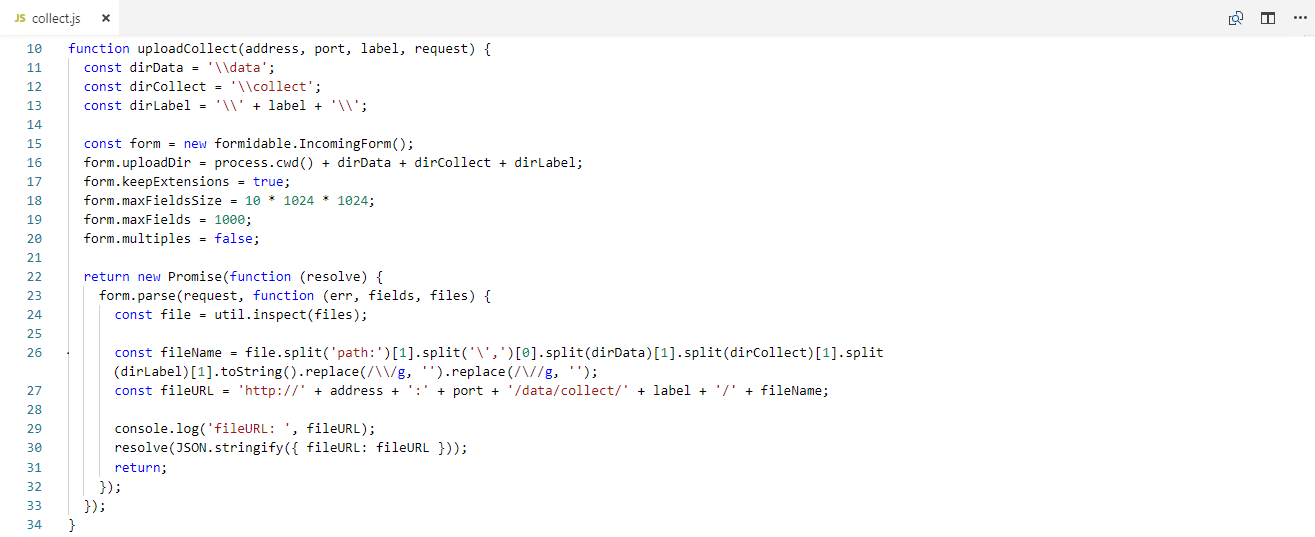 JS collect.js ×
10 function uploadCollect(address, port, label, request) {
11 const dirData = '\\data';
12 const dirCollect = '\\collect';
13 const dirLabel = '\\' + label + '\\';
14
15 const form = new formidable.IncomingForm();
16 form.uploadDir = process.cwd() + dirData + dirCollect + dirLabel;
17 form.keepExtensions = true;
18 form.maxFieldsSize = 10 * 1024 * 1024;
19 form.maxFields = 1000;
20 form.multiples = false;
21
22 return new Promise(function (resolve) {
23 form.parse(request, function (err, fields, files) {
24 const file = util.inspect(files);
25
26 const fileName = file.split('path:')[1].split('\',')[0].split(dirData)[1].split(dirCollect)[1].split
(dirLabel)[1].toString().replace(/\\/g, '').replace(/\//g, '');
27 const fileURL = 'http://' + address + ':' + port + '/data/collect/' + label + '/' + fileName;
28
29 console.log('fileURL: ', fileURL);
30 resolve(JSON.stringify({ fileURL: fileURL }));
31 return;
32 });
33 });
34 }